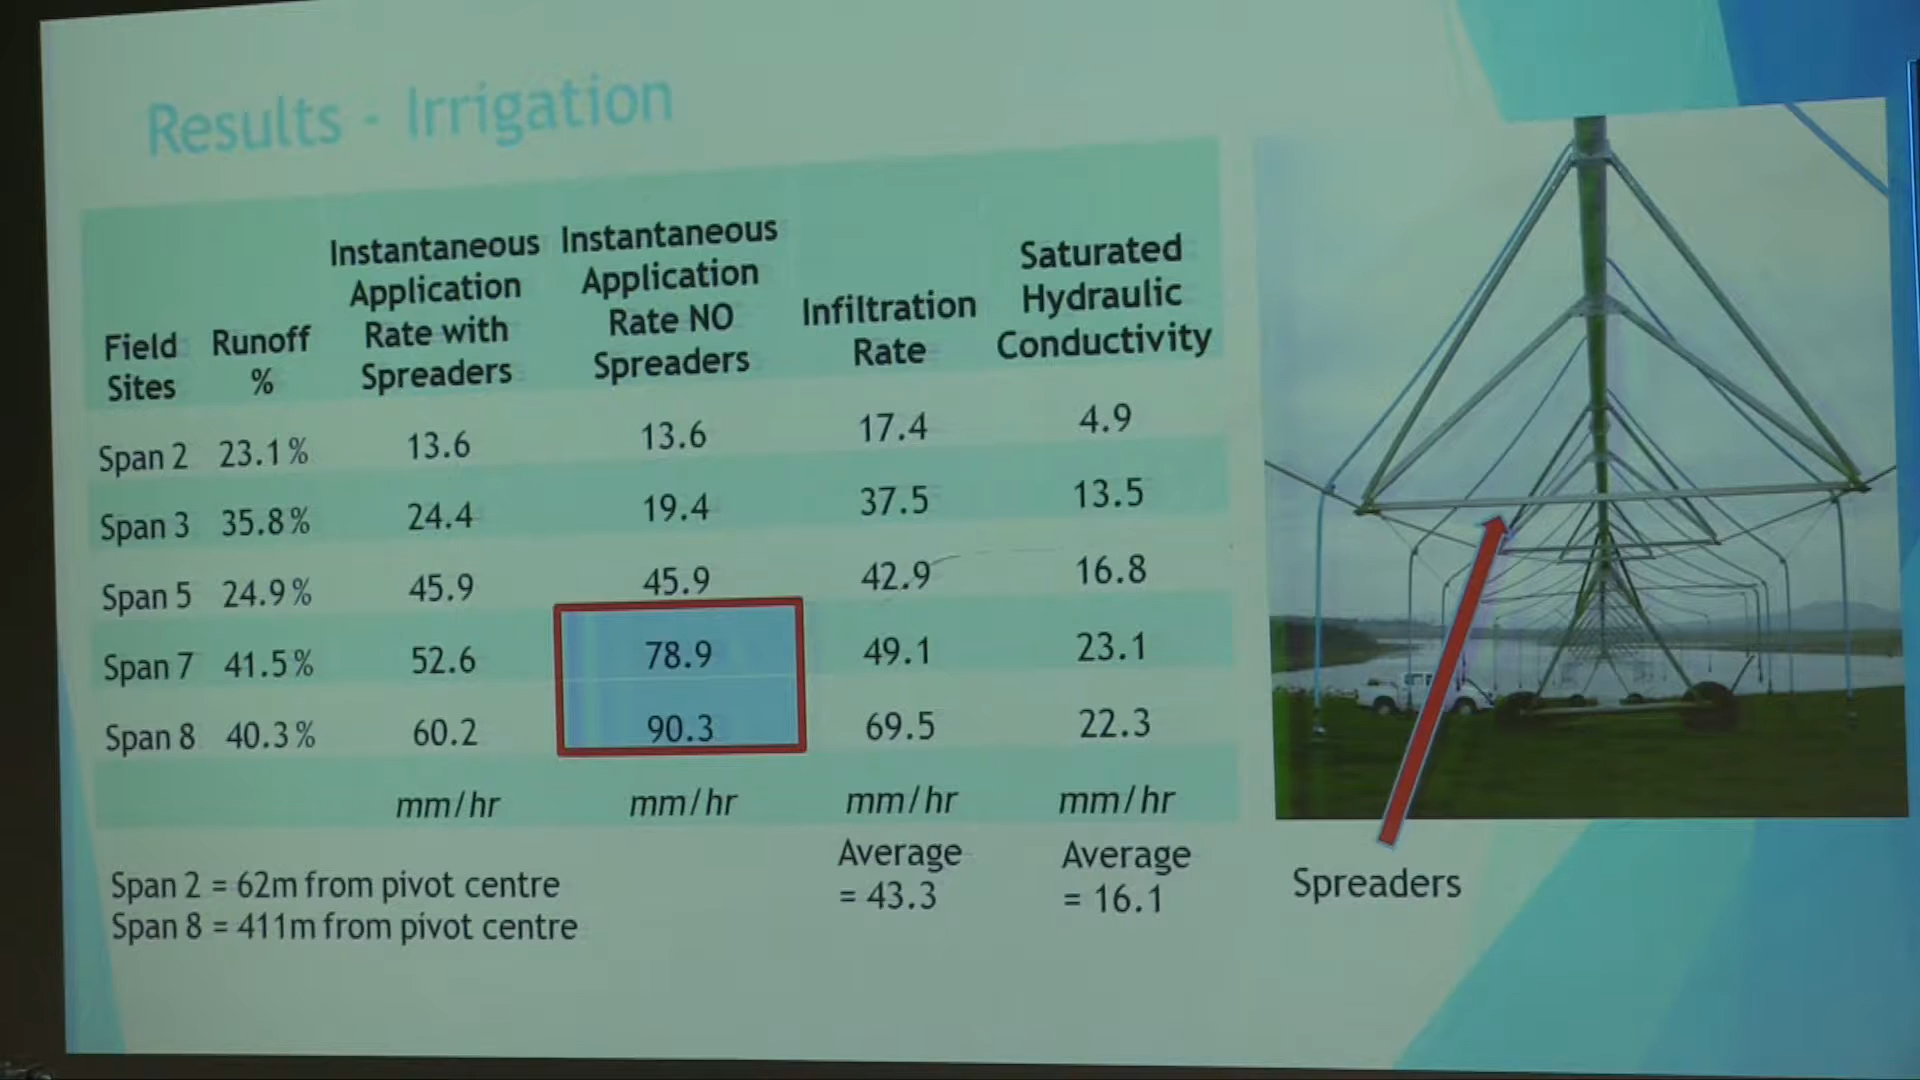 Results - Irrigation
Field Sites
Runoff %
Instantaneous Application Rate with Spreaders
Instantaneous Application Rate NO Spreaders
Infiltration Rate
Saturated Hydraulic Conductivity
Span 2 23.1% 13.6 13.6 17.4 4.9
Span 3 35.8% 24.4 19.4 37.5 13.5
Span 5 24.9% 45.9 45.9 42.9 16.8
Span 7 41.5% 52.6 78.9 49.1 23.1
Span 8 40.3% 60.2 90.3 69.5 22.3
mm/hr mm/hr mm/hr mm/hr
Average = 43.3
Average = 16.1
Span 2 = 62m from pivot centre
Span 8 = 411m from pivot centre
Spreaders